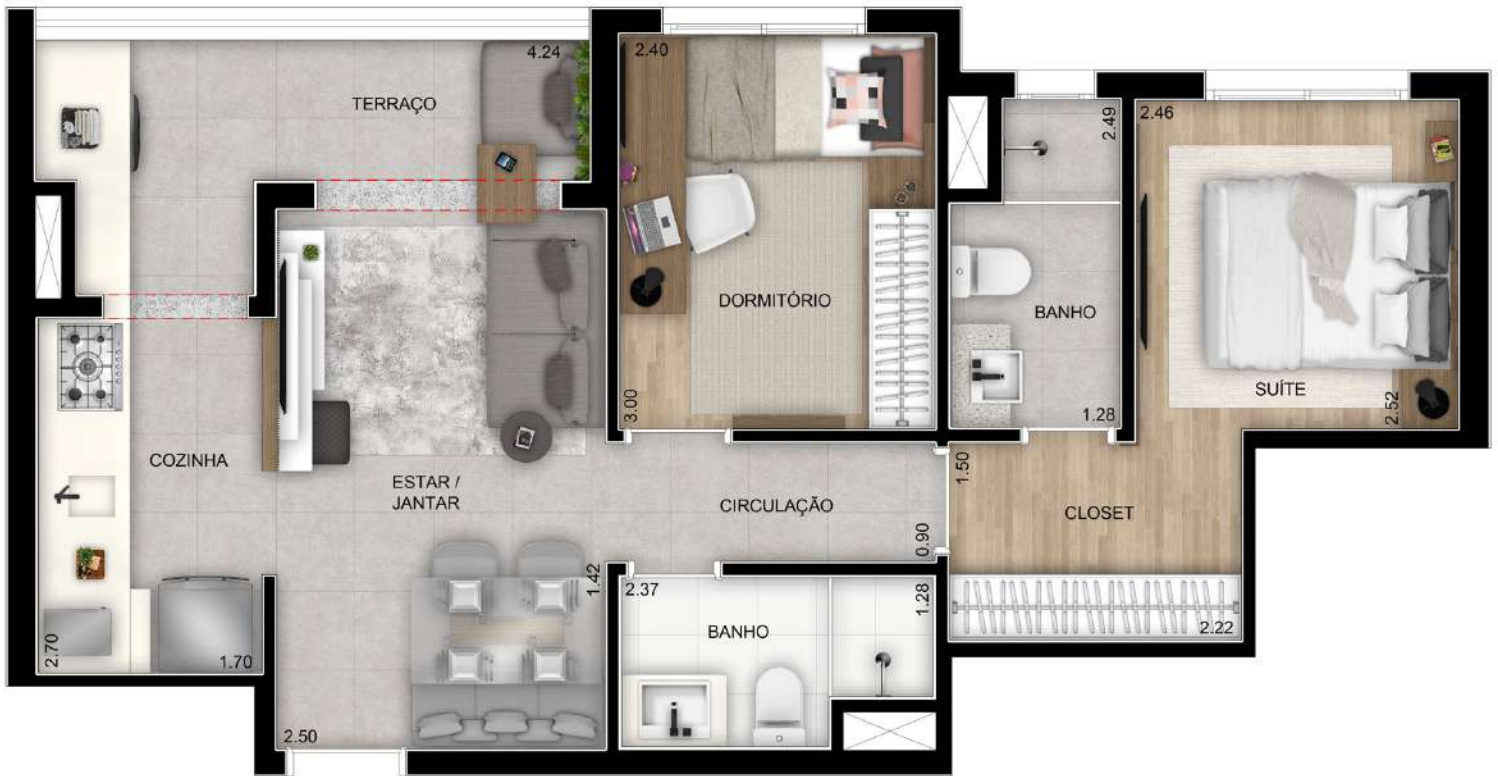 4.24
TERRAÇO
2.40
DORMITÓRIO
3.00
2.49
BANHO
1.28
2.46
SUÍTE
2.52
COZINHA
2.70
1.70
ESTAR /
JANTAR
1.42
2.50
CIRCULAÇÃO
0.90
1.50
CLOSET
2.22
2.37
BANHO
1.28